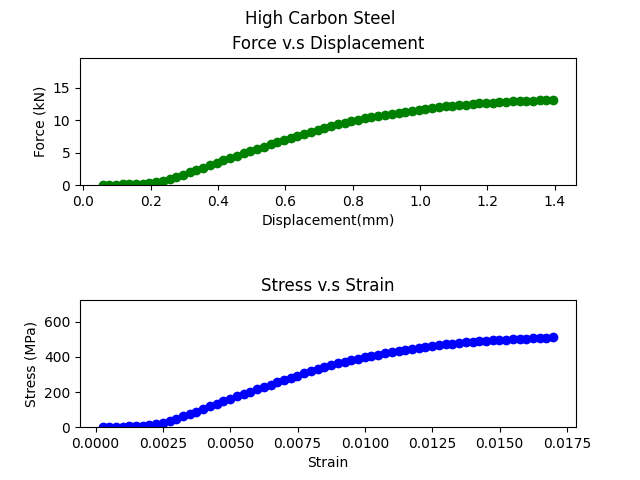 High Carbon Steel
Force v.s Displacement
Force (kN)
15
10
5
0
0.0 0.2 0.4 0.6 0.8 1.0 1.2 1.4
Displacement(mm)
Stress v.s Strain
Stress (MPa)
600
400
200
0
0.0000 0.0025 0.0050 0.0075 0.0100 0.0125 0.0150 0.0175
Strain